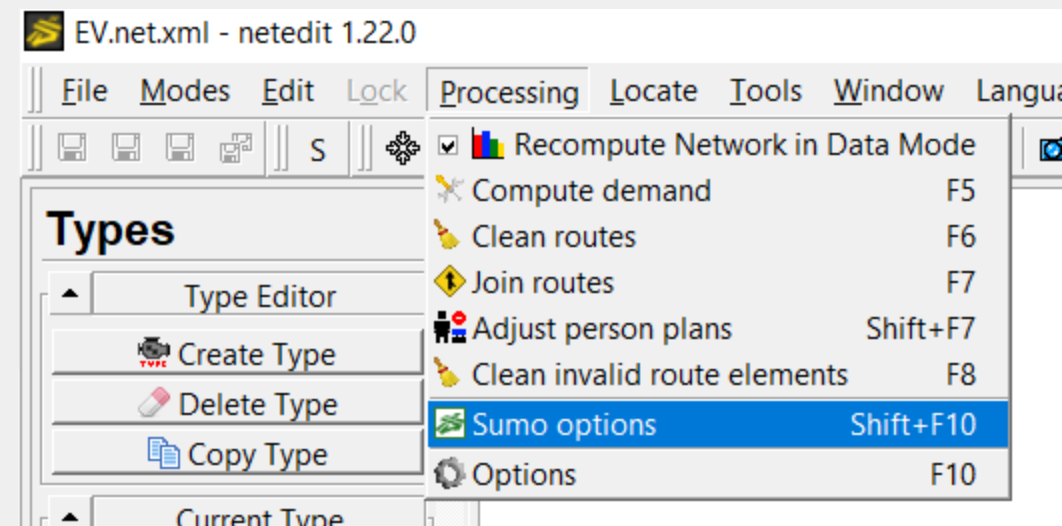 EV.net.xml - netedit 1.22.0
File Modes Edit Lock Processing Locate Tools Window
S
Recompute Network in Data Mode
Compute demand F5
Clean routes F6
Join routes F7
Adjust person plans Shift+F7
Clean invalid route elements F8
Sumo options Shift+F10
Options F10
Types
Type Editor
TYPE Create Type
Delete Type
Copy Type
Current Type